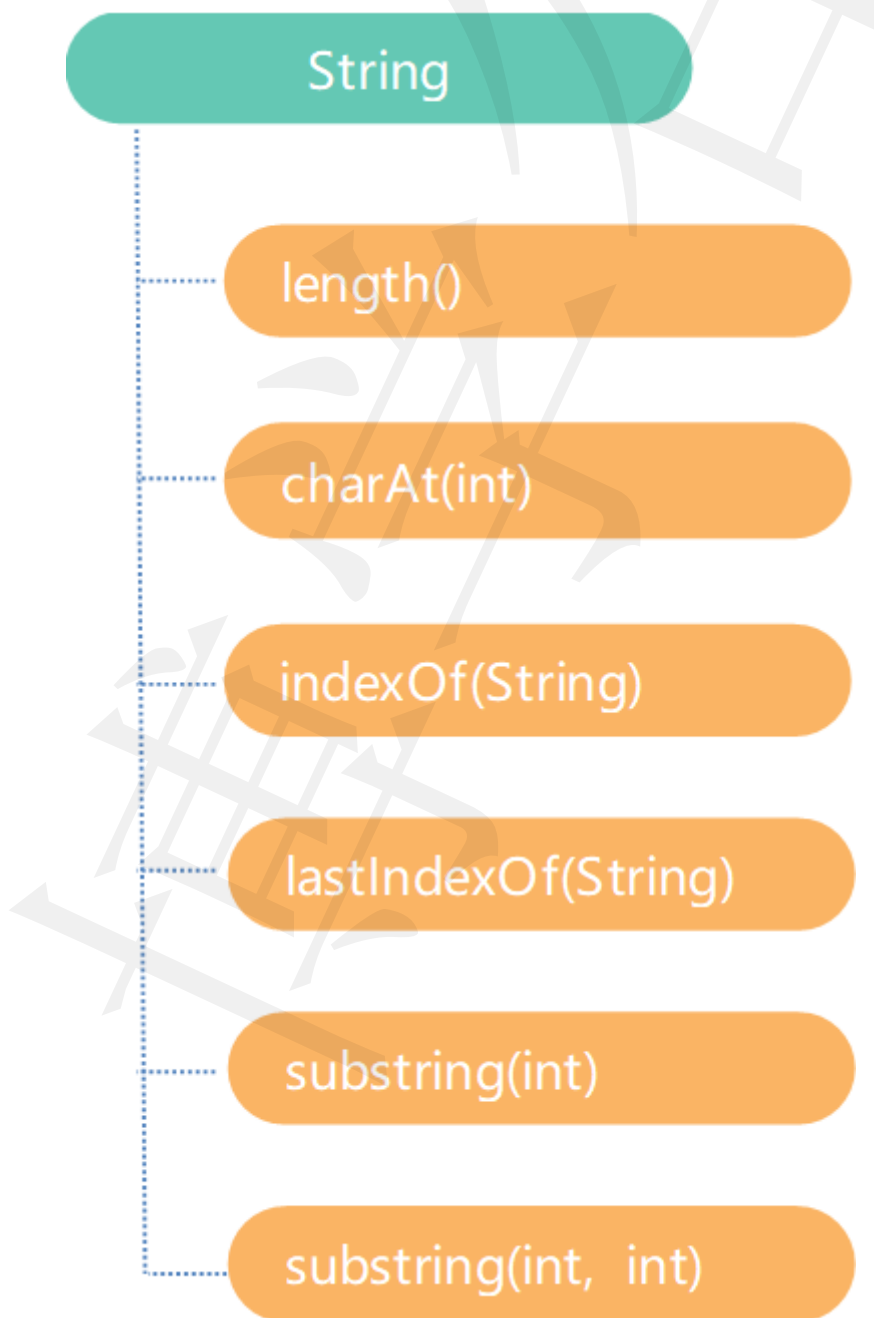 String
length()
charAt(int)
indexOf(String)
lastIndexOf(String)
substring(int)
substring(int, int)